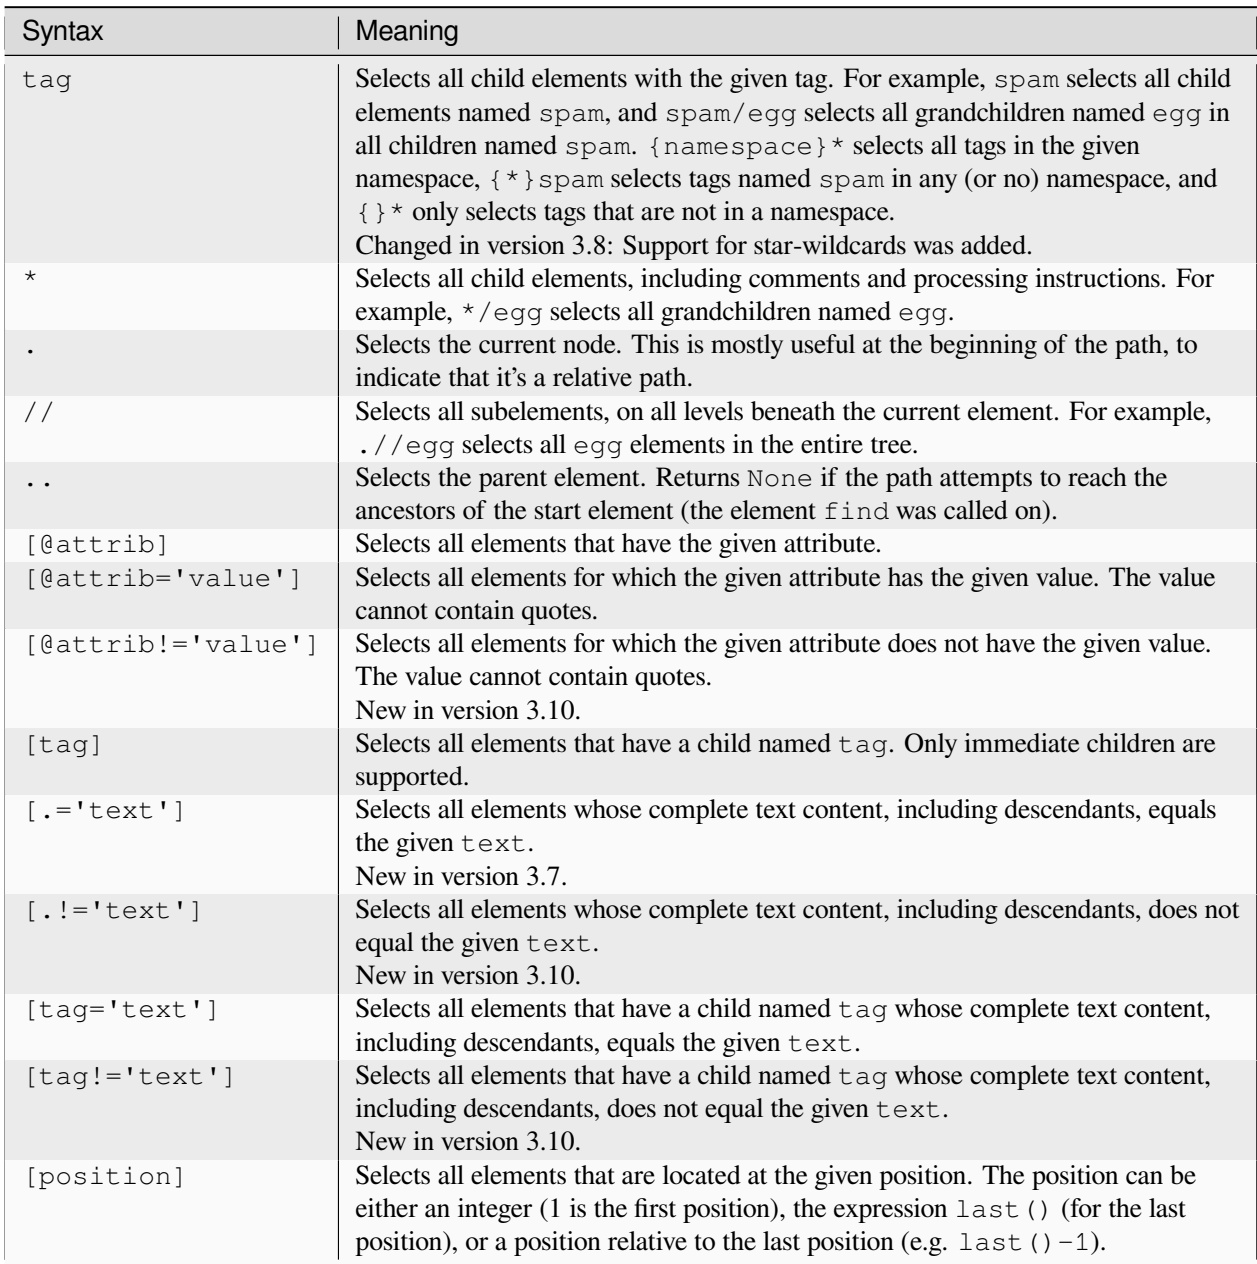 Syntax Meaning
tag Selects all child elements with the given tag. For example, spam selects all child
elements named spam, and spam/egg selects all grandchildren named egg in
all children named spam. {namespace}* selects all tags in the given
namespace, {*}spam selects tags named spam in any (or no) namespace, and
{}* only selects tags that are not in a namespace.
Changed in version 3.8: Support for star-wildcards was added.
* Selects all child elements, including comments and processing instructions. For
example, */egg selects all grandchildren named egg.
. Selects the current node. This is mostly useful at the beginning of the path, to
indicate that it's a relative path.
// Selects all subelements, on all levels beneath the current element. For example,
.//egg selects all egg elements in the entire tree.
.. Selects the parent element. Returns None if the path attempts to reach the
ancestors of the start element (the element find was called on).
[@attrib] Selects all elements that have the given attribute.
[@attrib='value'] Selects all elements for which the given attribute has the given value. The value
cannot contain quotes.
[@attrib!='value'] Selects all elements for which the given attribute does not have the given value.
The value cannot contain quotes.
New in version 3.10.
[tag] Selects all elements that have a child named tag. Only immediate children are
supported.
[.='text'] Selects all elements whose complete text content, including descendants, equals
the given text.
New in version 3.7.
[.!='text'] Selects all elements whose complete text content, including descendants, does not
equal the given text.
New in version 3.10.
[tag='text'] Selects all elements that have a child named tag whose complete text content,
including descendants, equals the given text.
[tag!='text'] Selects all elements that have a child named tag whose complete text content,
including descendants, does not equal the given text.
New in version 3.10.
[position] Selects all elements that are located at the given position. The position can be
either an integer (1 is the first position), the expression last() (for the last
position), or a position relative to the last position (e.g. last()-1).